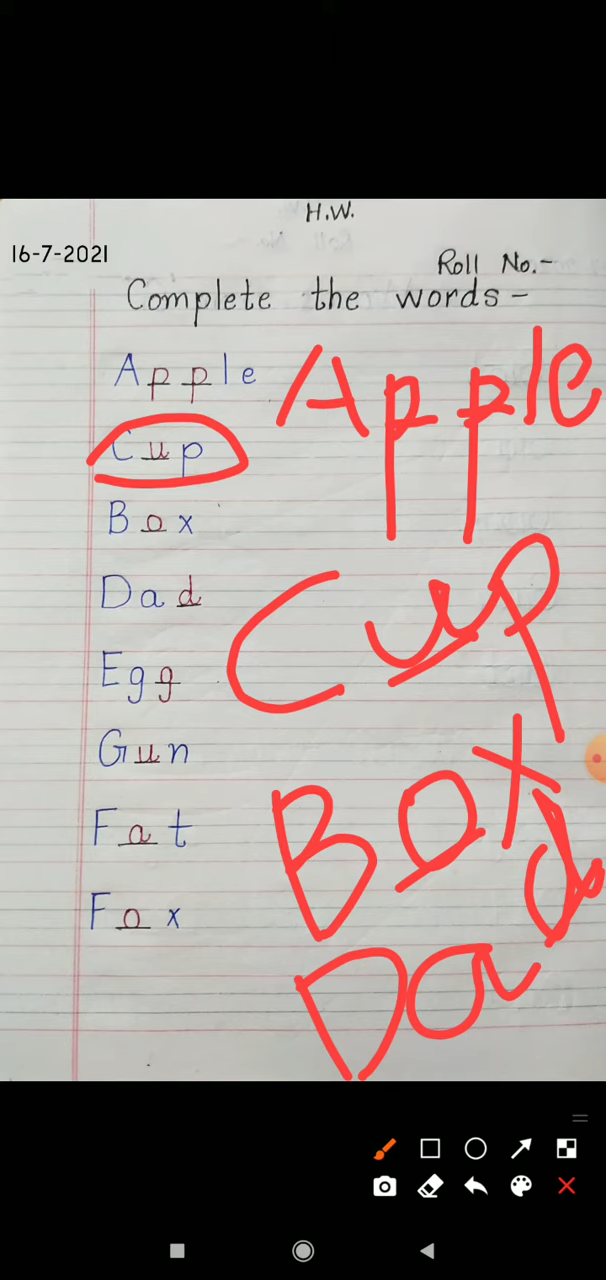 H.W.
16-7-2021
Roll No.-
Complete the words-
Apple Apple
Cup
Cup
Box
Dad
Egg
Gun
Box
Fat
Fox
Dad